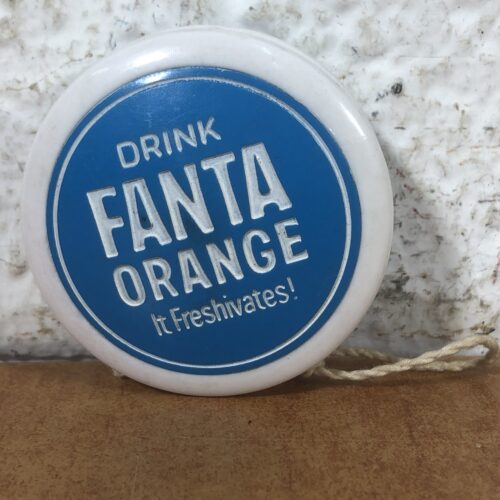 DRINK
FANTA
ORANGE
It Freshivates!